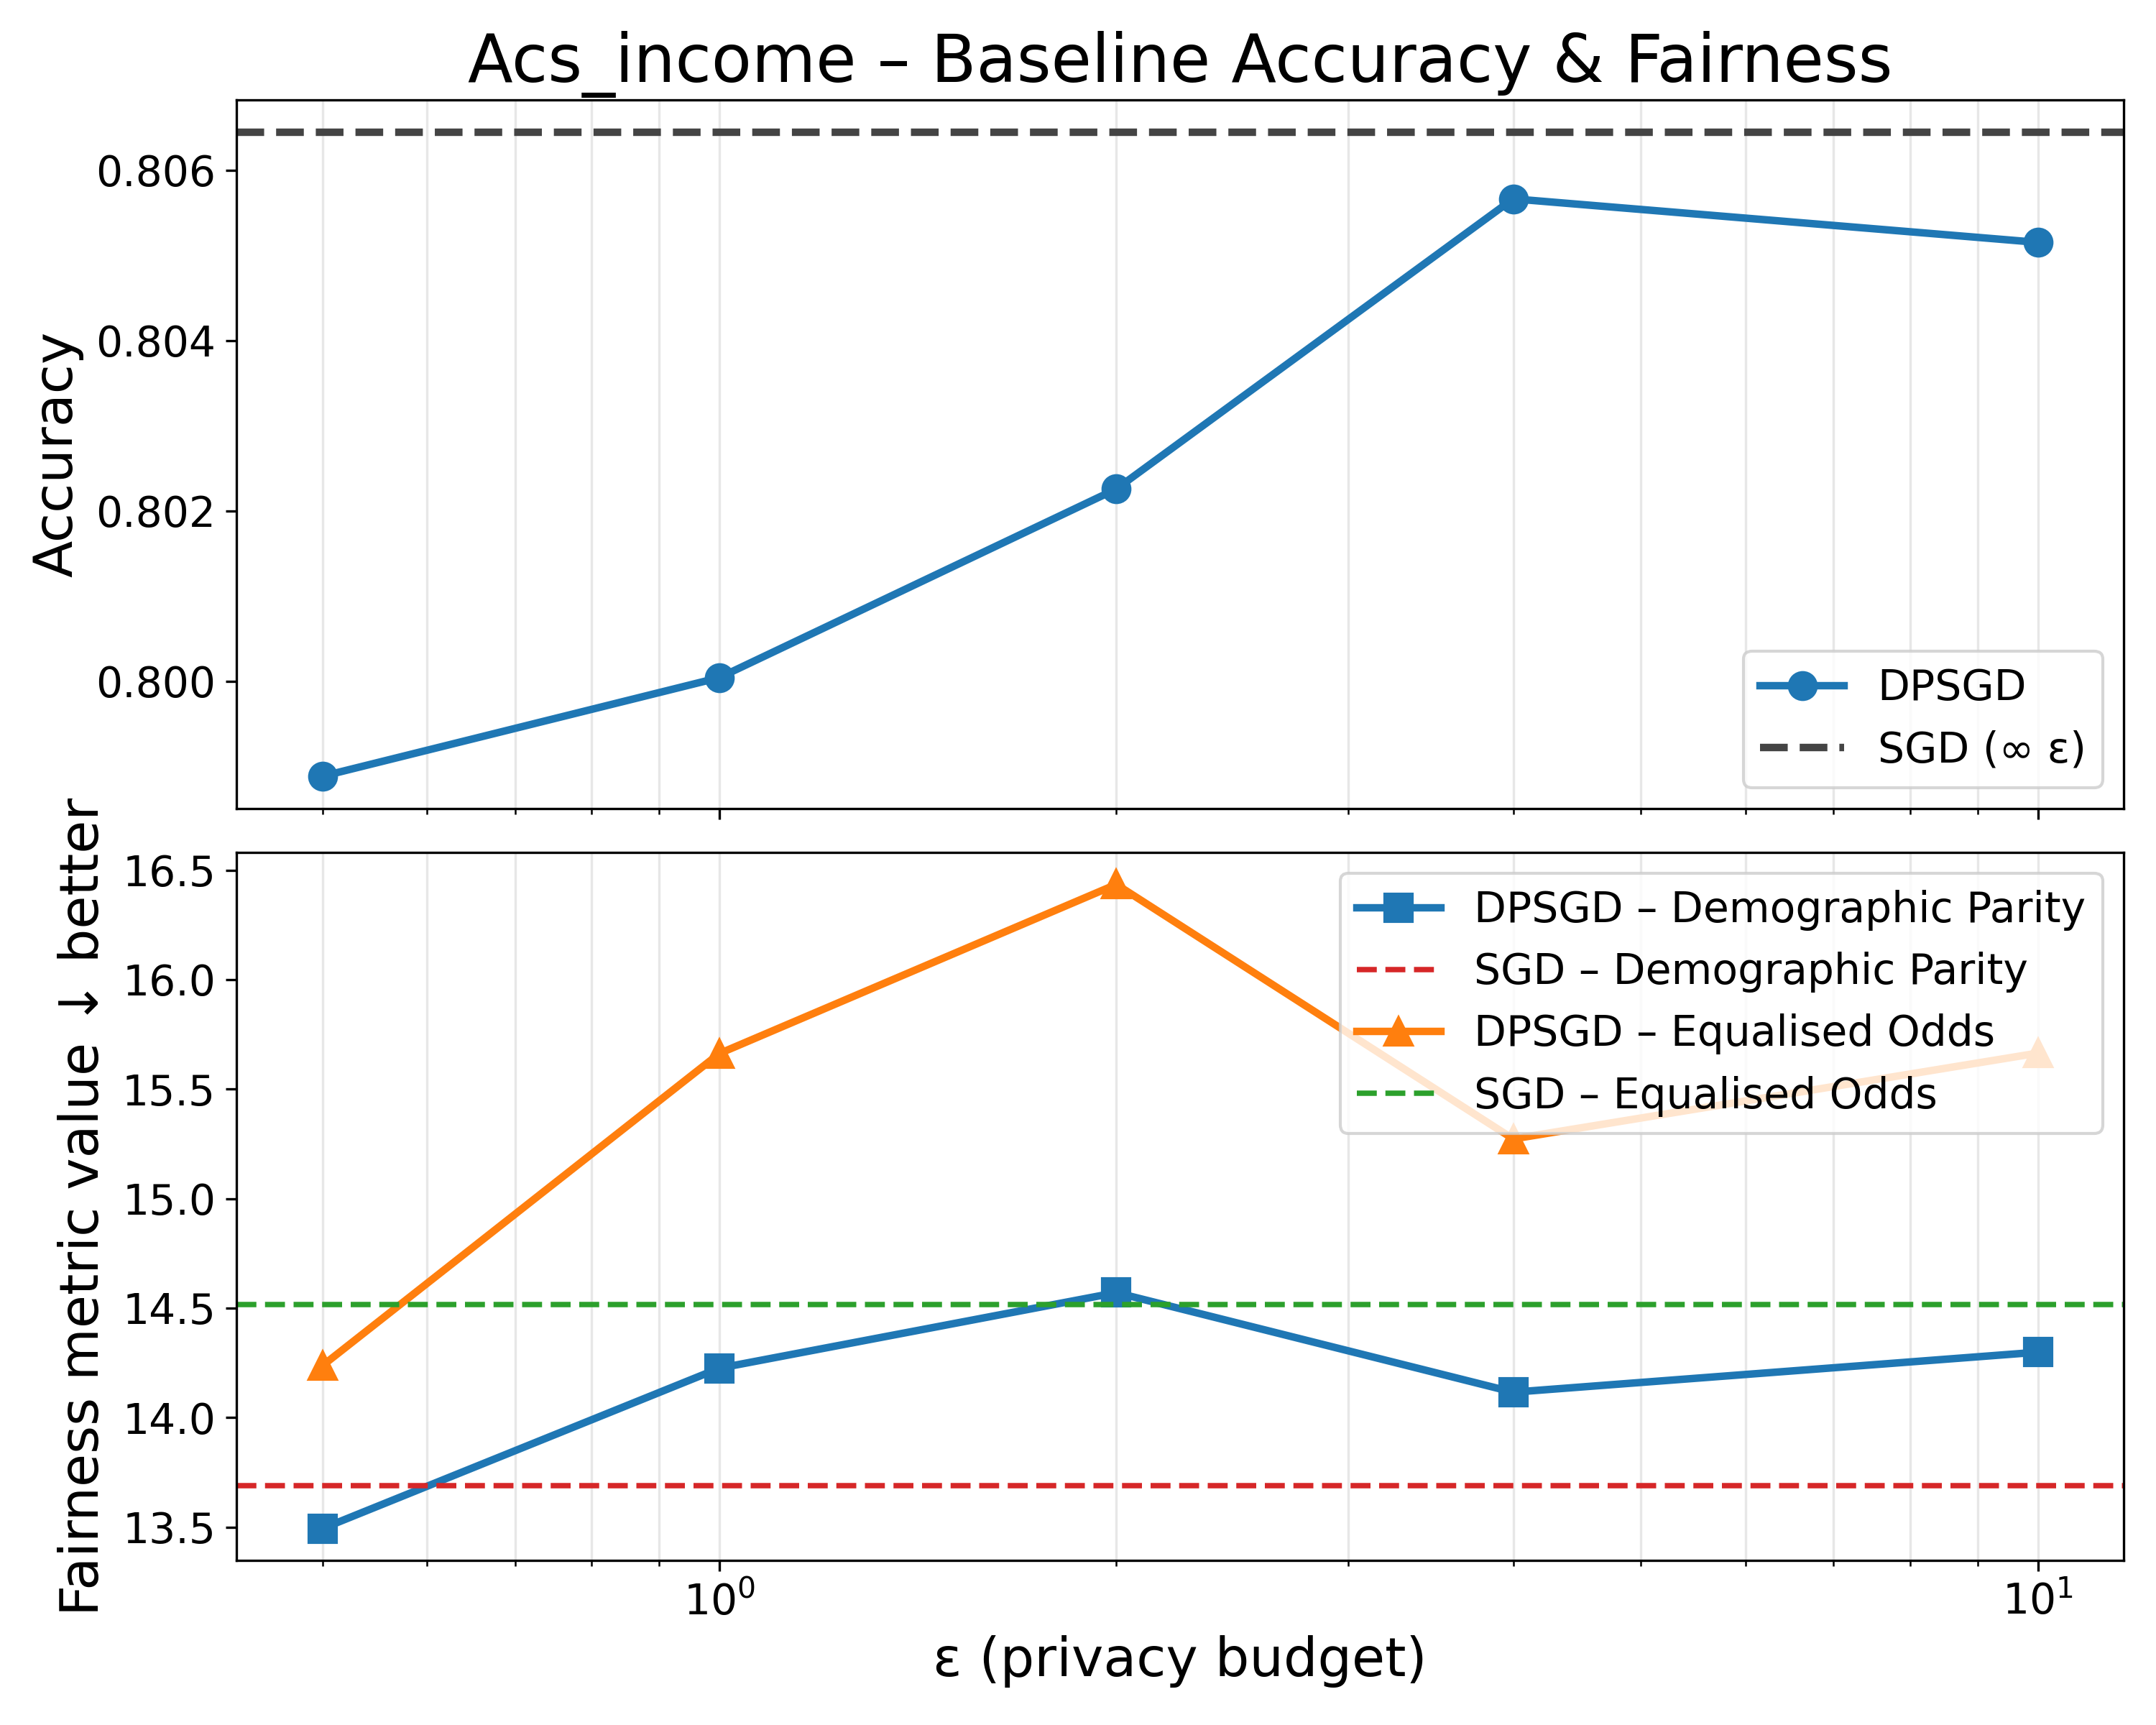 Acs_income – Baseline Accuracy & Fairness
Accuracy
0.806
0.804
0.802
0.800
DPSGD
SGD (∞ ε)
Fairness metric value ↓ better
16.5
16.0
15.5
15.0
14.5
14.0
13.5
DPSGD – Demographic Parity
SGD – Demographic Parity
DPSGD – Equalised Odds
SGD – Equalised Odds
10⁰
10¹
ε (privacy budget)